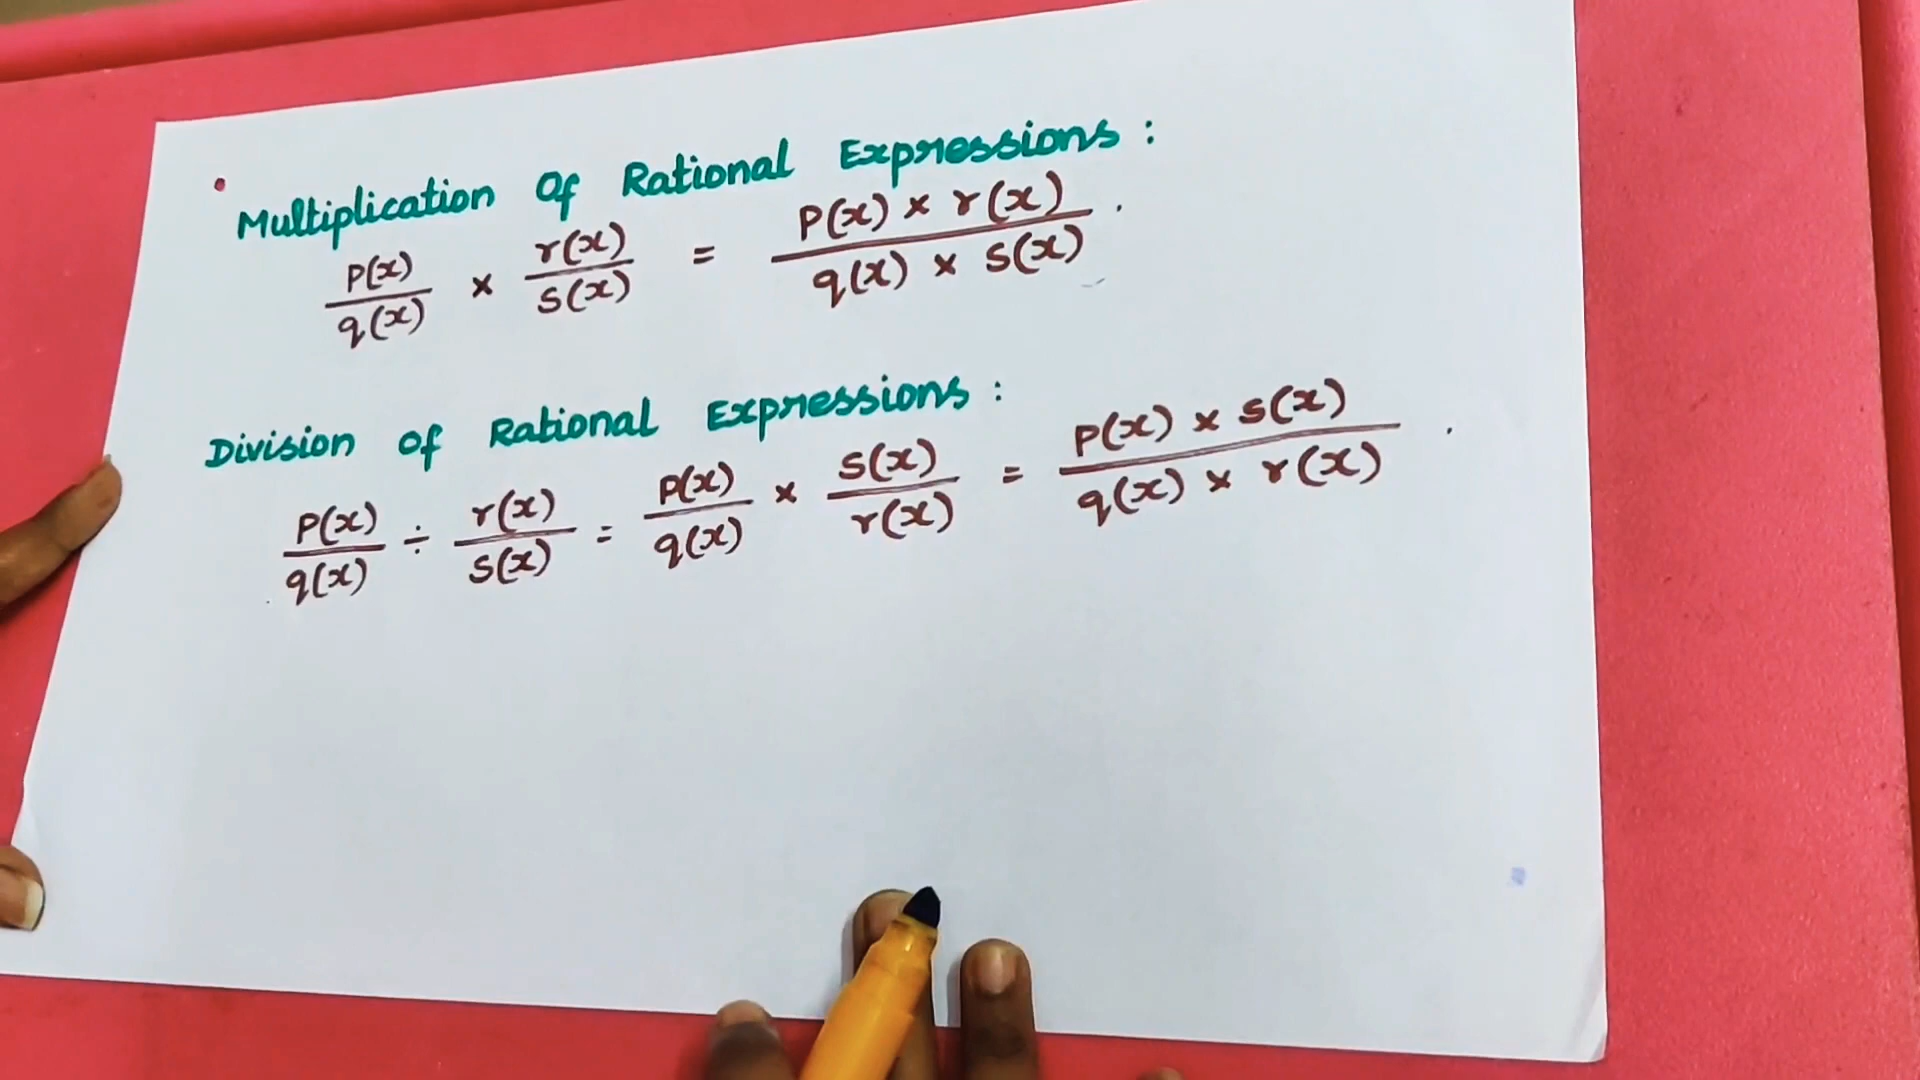 Multiplication Of Rational Expressions :
P(x)/q(x) × r(x)/s(x) = P(x) × r(x)/q(x) × s(x) .
Division of Rational Expressions :
P(x)/q(x) ÷ r(x)/s(x) = P(x)/q(x) × s(x)/r(x) = P(x) × s(x)/q(x) × r(x) .